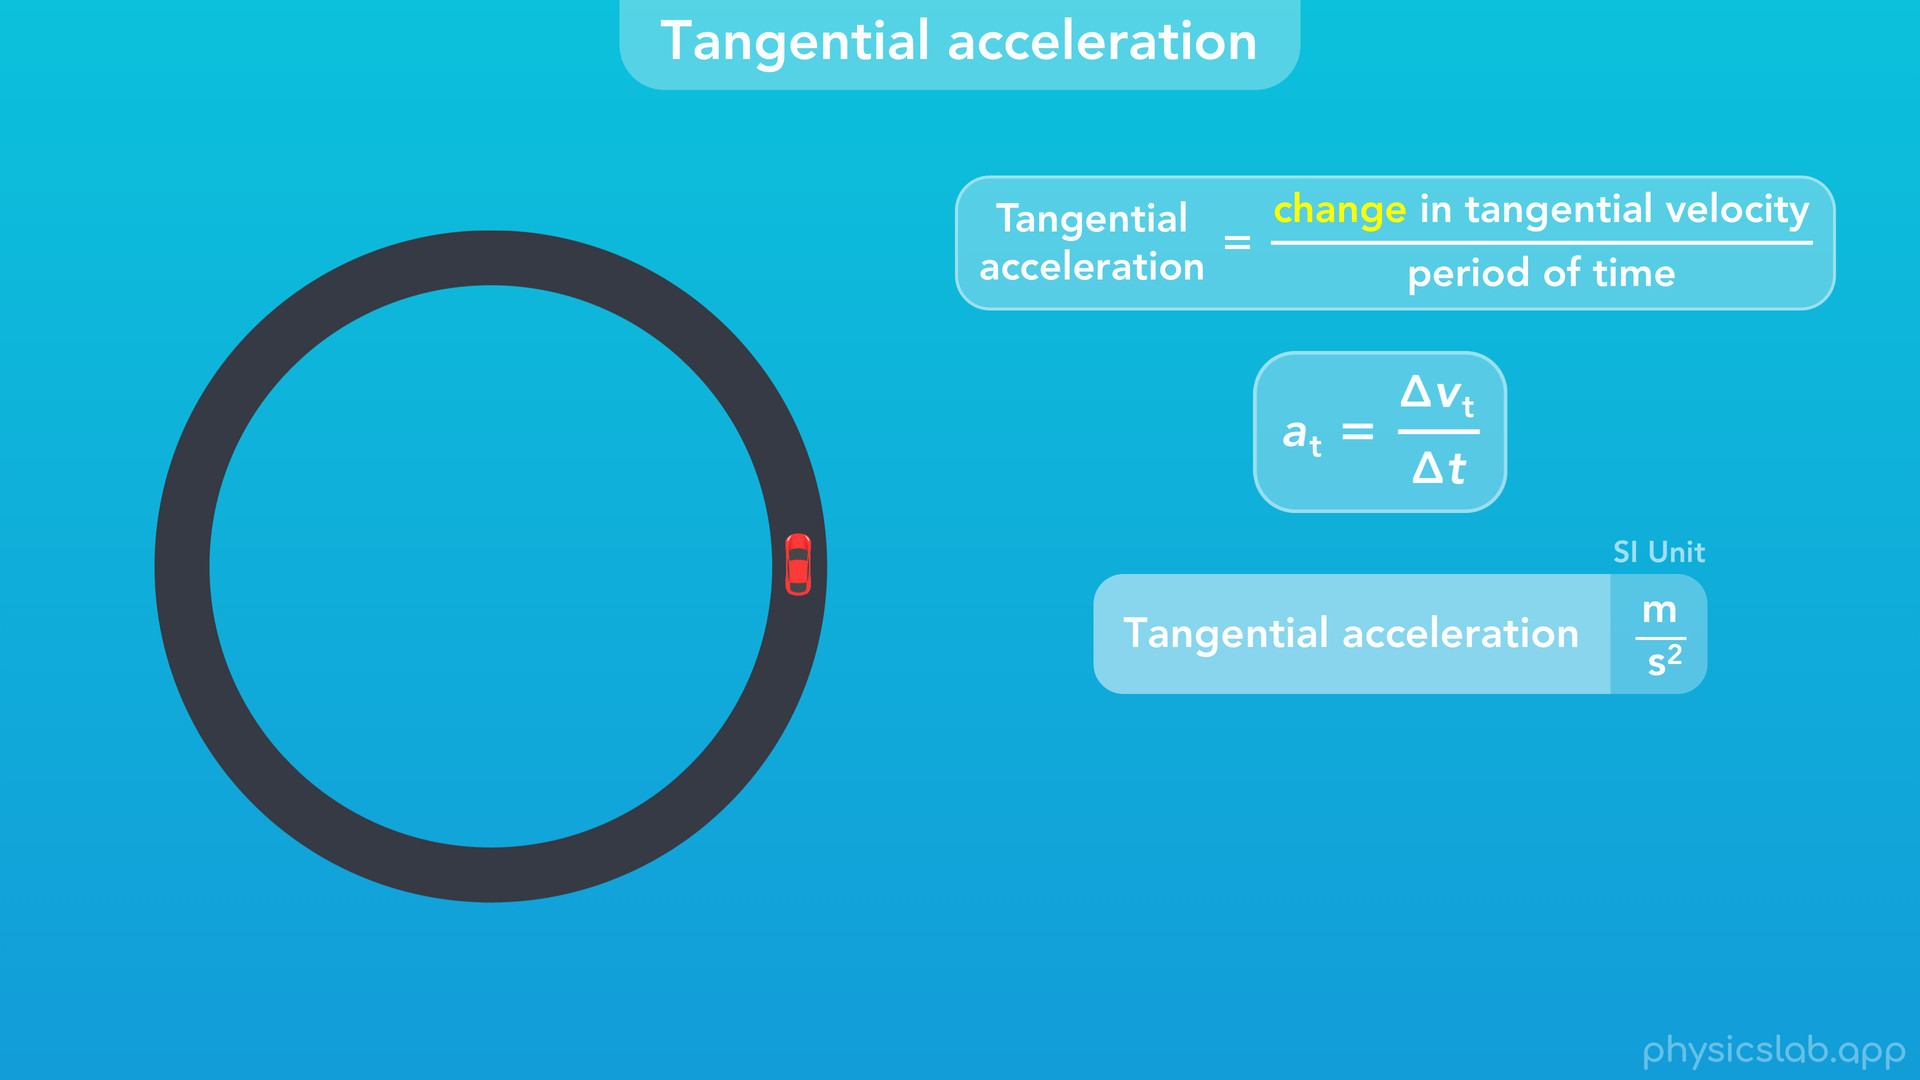 Tangential acceleration
Tangential
acceleration
=
change in tangential velocity
period of time
aₜ = Δvₜ
Δt
SI Unit
Tangential acceleration
m
s²
physicslab.app